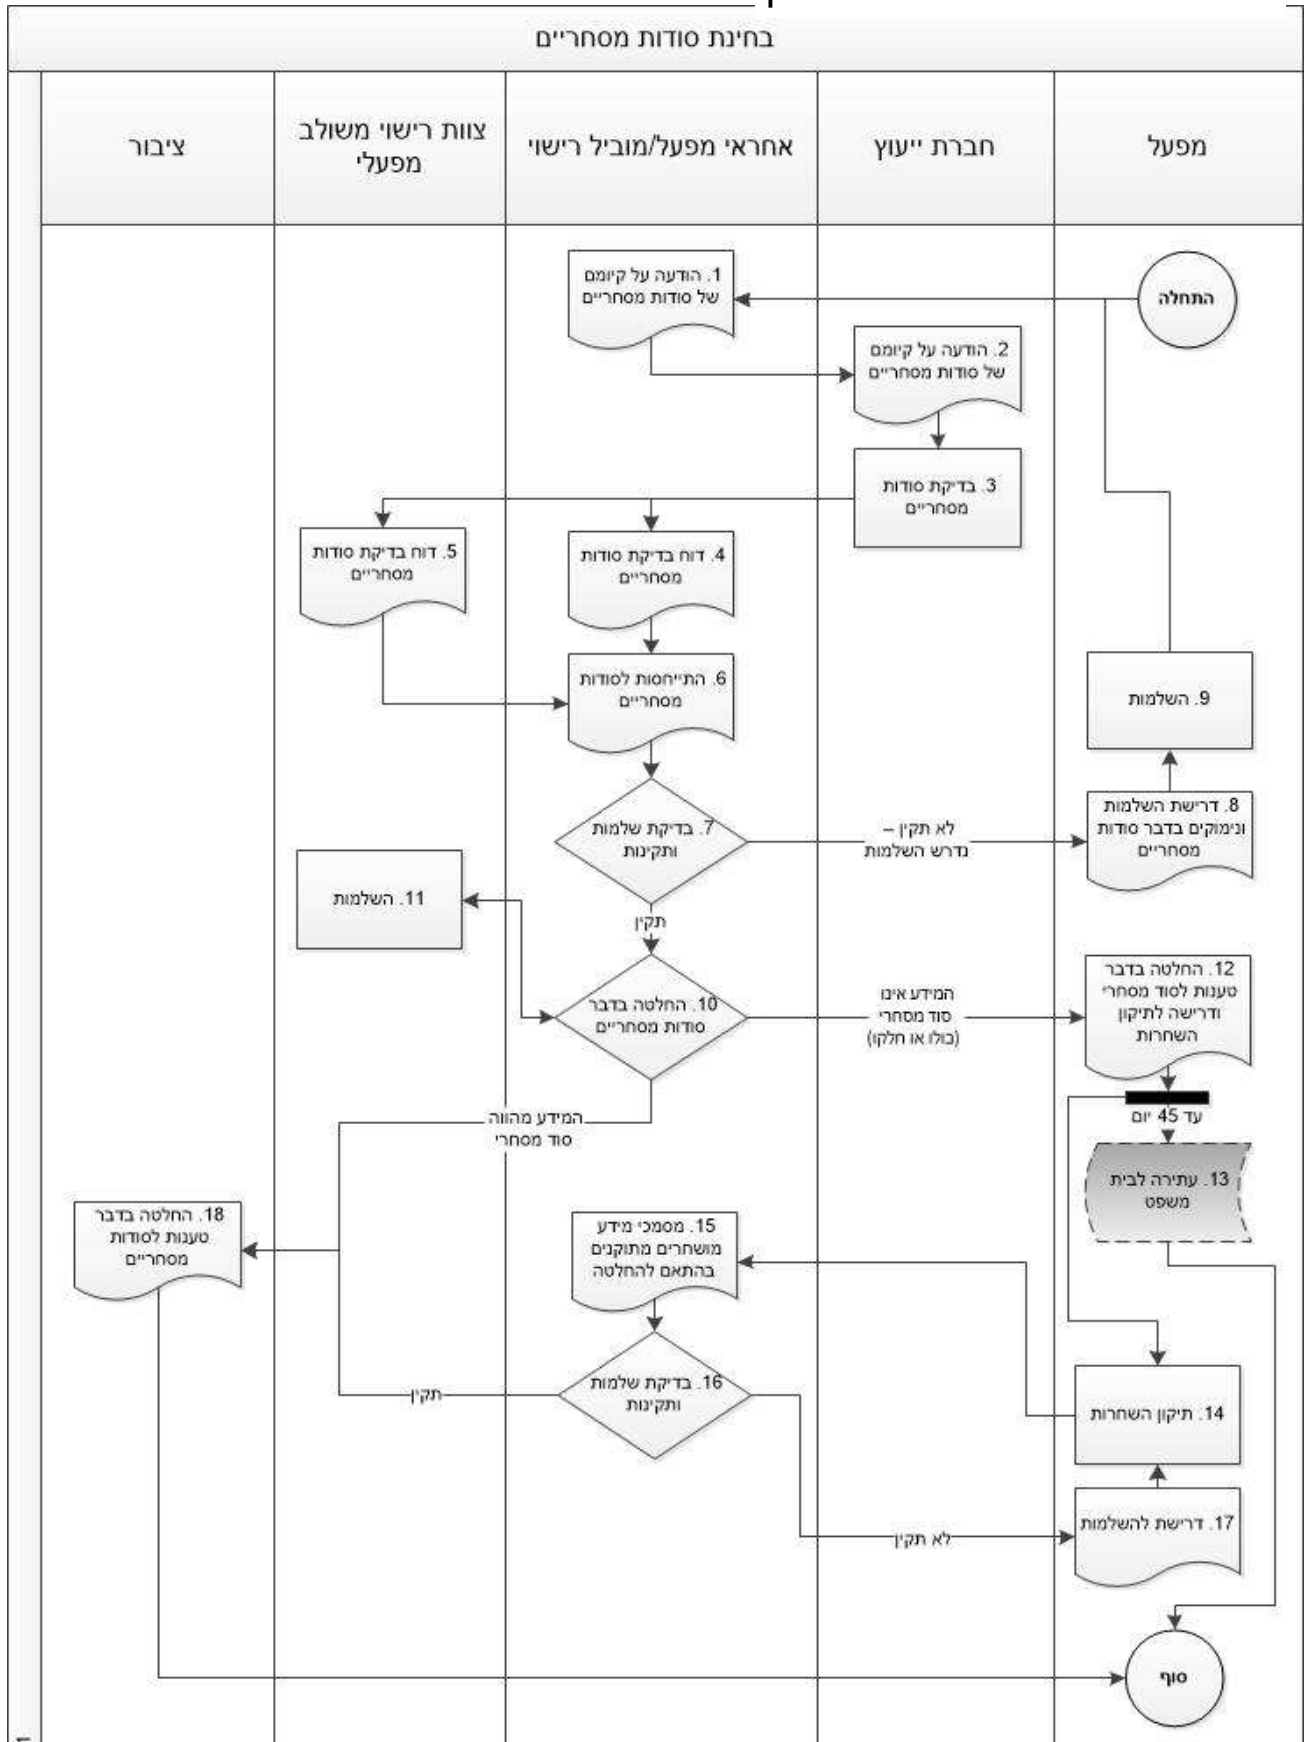 בחינת סודות מסחריים
מפעל
חברת ייעוץ
אחראי מפעל/מוביל רישוי
צוות רישוי משולב
מפעלי
ציבור
התחלה
1. הודעה על קיומם
של סודות מסחריים
2. הודעה על קיומם
של סודות מסחריים
3. בדיקת סודות
מסחריים
4. דוח בדיקת סודות
מסחריים
5. דוח בדיקת סודות
מסחריים
6. התייחסות לסודות
מסחריים
7. בדיקת שלמות
ותקינות
לא תקין –
נדרש השלמות
8. דרישת השלמות
ונימוקים בדבר סודות
מסחריים
9. השלמות
תקין
10. החלטה בדבר
סודות מסחריים
11. השלמות
המידע אינו
סוד מסחרי
(כולו או חלקו)
12. החלטה בדבר
טענות לסוד מסחרי
ודרישה לתיקון
השחרות
עד 45 יום
13. עתירה לבית
משפט
המידע מהווה
סוד מסחרי
14. תיקון השחרות
15. מסמכי מידע
מושחרים מתוקנים
בהתאם להחלטה
16. בדיקת שלמות
ותקינות
תקין
לא תקין
17. דרישת להשלמות
18. החלטה בדבר
טענות לסודות
מסחריים
סוף